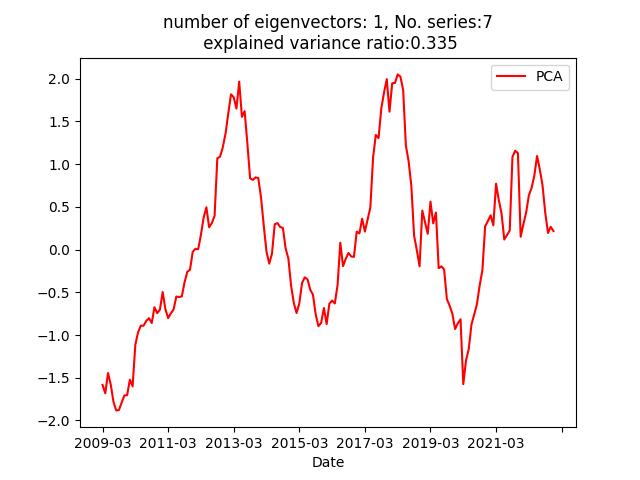 number of eigenvectors: 1, No. series:7
explained variance ratio:0.335
PCA
2.0
1.5
1.0
0.5
0.0
−0.5
−1.0
−1.5
−2.0
2009-03 2011-03 2013-03 2015-03 2017-03 2019-03 2021-03
Date